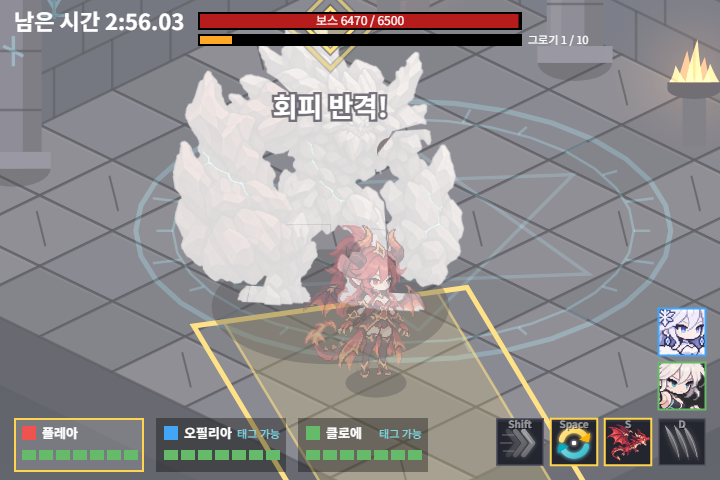 남은 시간 2:56.03
보스 6470 / 6500
그로기 1 / 10
회피 반격!
플레아
오필리아 태그 가능
클로에 태그 가능
Shift
Space
S
D